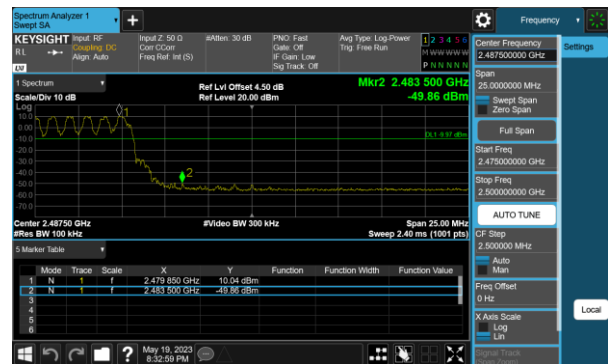 Spectrum Analyzer 1
Swept SA
Frequency
KEYSIGHT
RL
Input: RF
Coupling: DC
Align: Auto
Input Z: 50 Ω
Corr CCorr
Freq Ref: Int (S)
#Atten: 30 dB
PNO: Fast
Gate: Off
IF Gain: Low
Sig Track: Off
Avg Type: Log-Power
Trig: Free Run
1 2 3 4 5 6
M W W W W W
P N N N N N
LXI
1 Spectrum
Scale/Div 10 dB
Log
Ref Lvl Offset 4.50 dB
Ref Level 20.00 dBm
Mkr2 2.483 500 GHz
-49.86 dBm
10.0
0.00
-10.0
-20.0
-30.0
-40.0
-50.0
-60.0
-70.0
1
2
DL1 -9.97 dBm
Center 2.48750 GHz
#Res BW 100 kHz
#Video BW 300 kHz
Span 25.00 MHz
Sweep 2.40 ms (1001 pts)
5 Marker Table
Mode Trace Scale X Y Function Function Width Function Value
1 N 1 f 2.479 850 GHz 10.04 dBm
2 N 1 f 2.483 500 GHz -49.86 dBm
3
4
5
6
?
May 19, 2023
8:32:59 PM
Center Frequency
2.487500000 GHz
Span
25.0000000 MHz
Swept Span
Zero Span
Full Span
Start Freq
2.475000000 GHz
Stop Freq
2.500000000 GHz
AUTO TUNE
CF Step
2.500000 MHz
Auto
Man
Freq Offset
0 Hz
X Axis Scale
Log
Lin
Signal Track
(Span Zoom)
Settings
Local